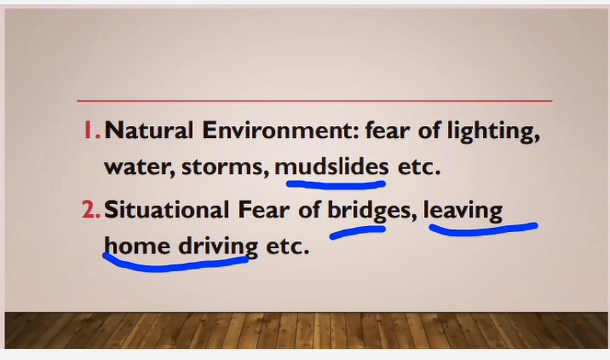 1. Natural Environment: fear of lighting,
water, storms, mudslides etc.
2. Situational Fear of bridges, leaving
home driving etc.